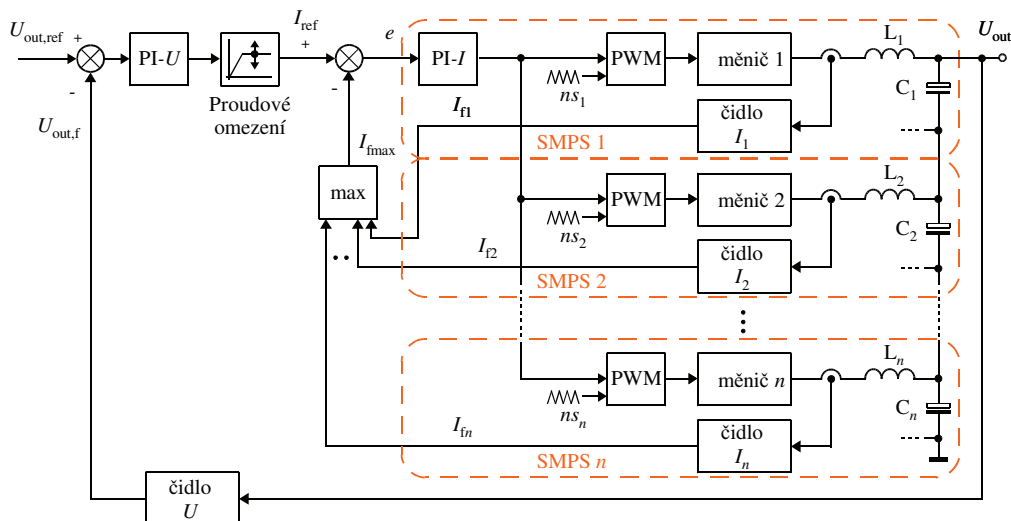 U_out,ref
+
-
U_out,f
PI-U
Proudové
omezení
I_ref
+
-
e
I_fmax
max
PI-I
I_f1
ns_1
PWM
měnič 1
L_1
U_out
C_1
čidlo
I_1
SMPS 1
PWM
ns_2
měnič 2
L_2
C_2
I_f2
čidlo
I_2
SMPS 2
PWM
ns_n
měnič n
L_n
C_n
I_fn
čidlo
I_n
SMPS n
čidlo
U